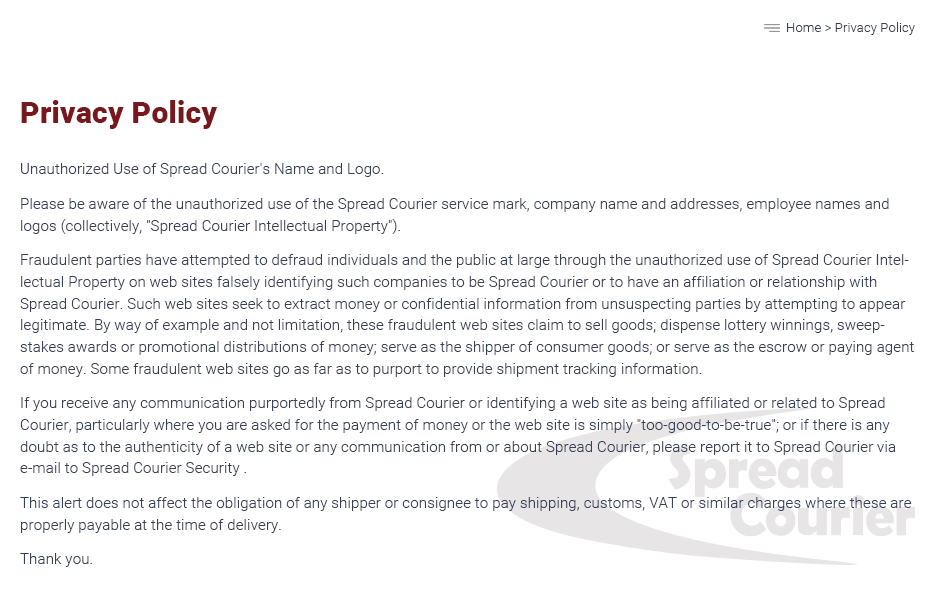 Home > Privacy Policy
Privacy Policy
Unauthorized Use of Spread Courier's Name and Logo.
Please be aware of the unauthorized use of the Spread Courier service mark, company name and addresses, employee names and
logos (collectively, "Spread Courier Intellectual Property").
Fraudulent parties have attempted to defraud individuals and the public at large through the unauthorized use of Spread Courier Intel-
lectual Property on web sites falsely identifying such companies to be Spread Courier or to have an affiliation or relationship with
Spread Courier. Such web sites seek to extract money or confidential information from unsuspecting parties by attempting to appear
legitimate. By way of example and not limitation, these fraudulent web sites claim to sell goods; dispense lottery winnings, sweep-
stakes awards or promotional distributions of money; serve as the shipper of consumer goods; or serve as the escrow or paying agent
of money. Some fraudulent web sites go as far as to purport to provide shipment tracking information.
If you receive any communication purportedly from Spread Courier or identifying a web site as being affiliated or related to Spread
Courier, particularly where you are asked for the payment of money or the web site is simply "too-good-to-be-true"; or if there is any
doubt as to the authenticity of a web site or any communication from or about Spread Courier, please report it to Spread Courier via
e-mail to Spread Courier Security .
This alert does not affect the obligation of any shipper or consignee to pay shipping, customs, VAT or similar charges where these are
properly payable at the time of delivery.
Thank you.
Spread
Courier